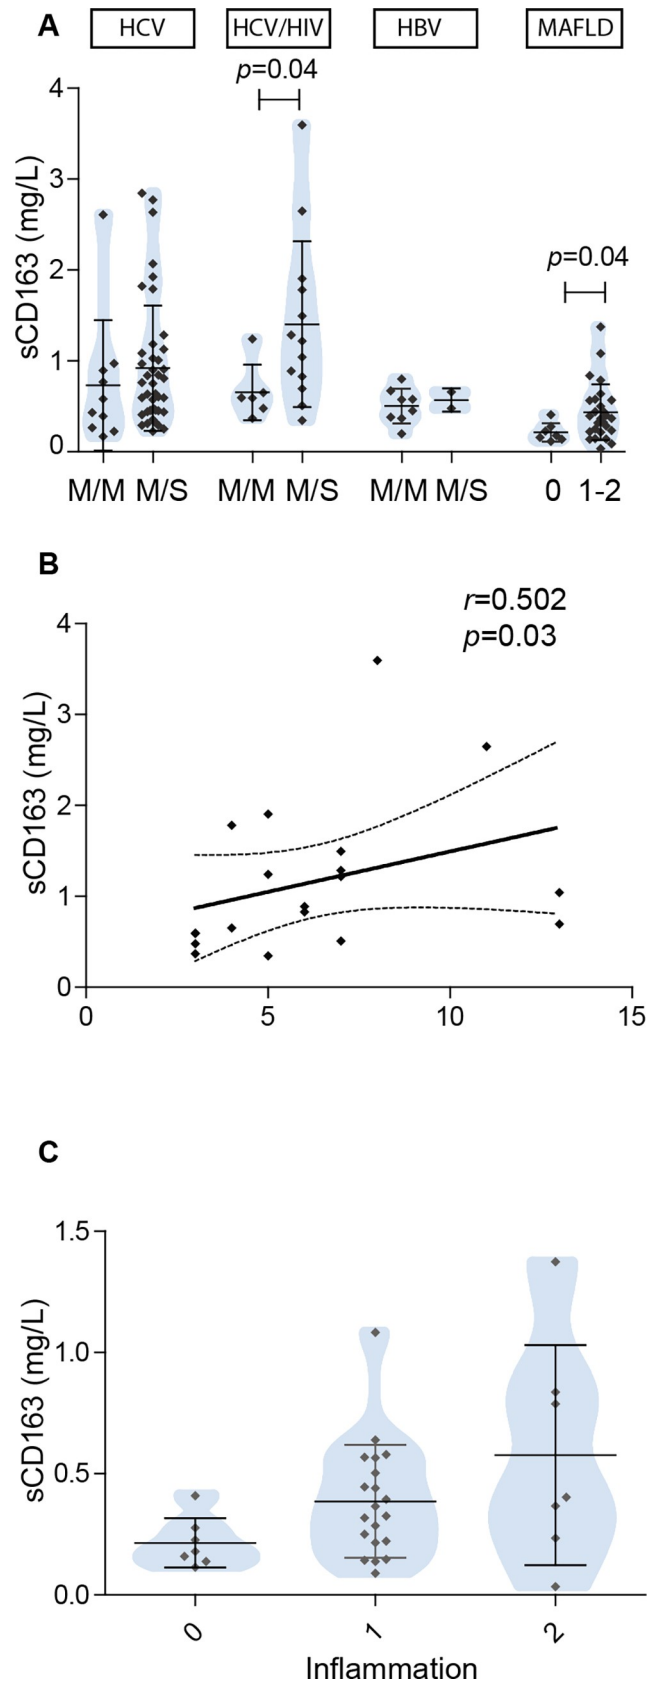 A
HCV HCV/HIV HBV MAFLD
p=0.04
4
3
2
1
0
sCD163 (mg/L)
p=0.04
M/M M/S M/M M/S M/M M/S 0 1-2
B
r=0.502
p=0.03
4
3
2
1
0
sCD163 (mg/L)
0 5 10 15
C
1.5
1.0
0.5
0.0
sCD163 (mg/L)
0 1 2
Inflammation